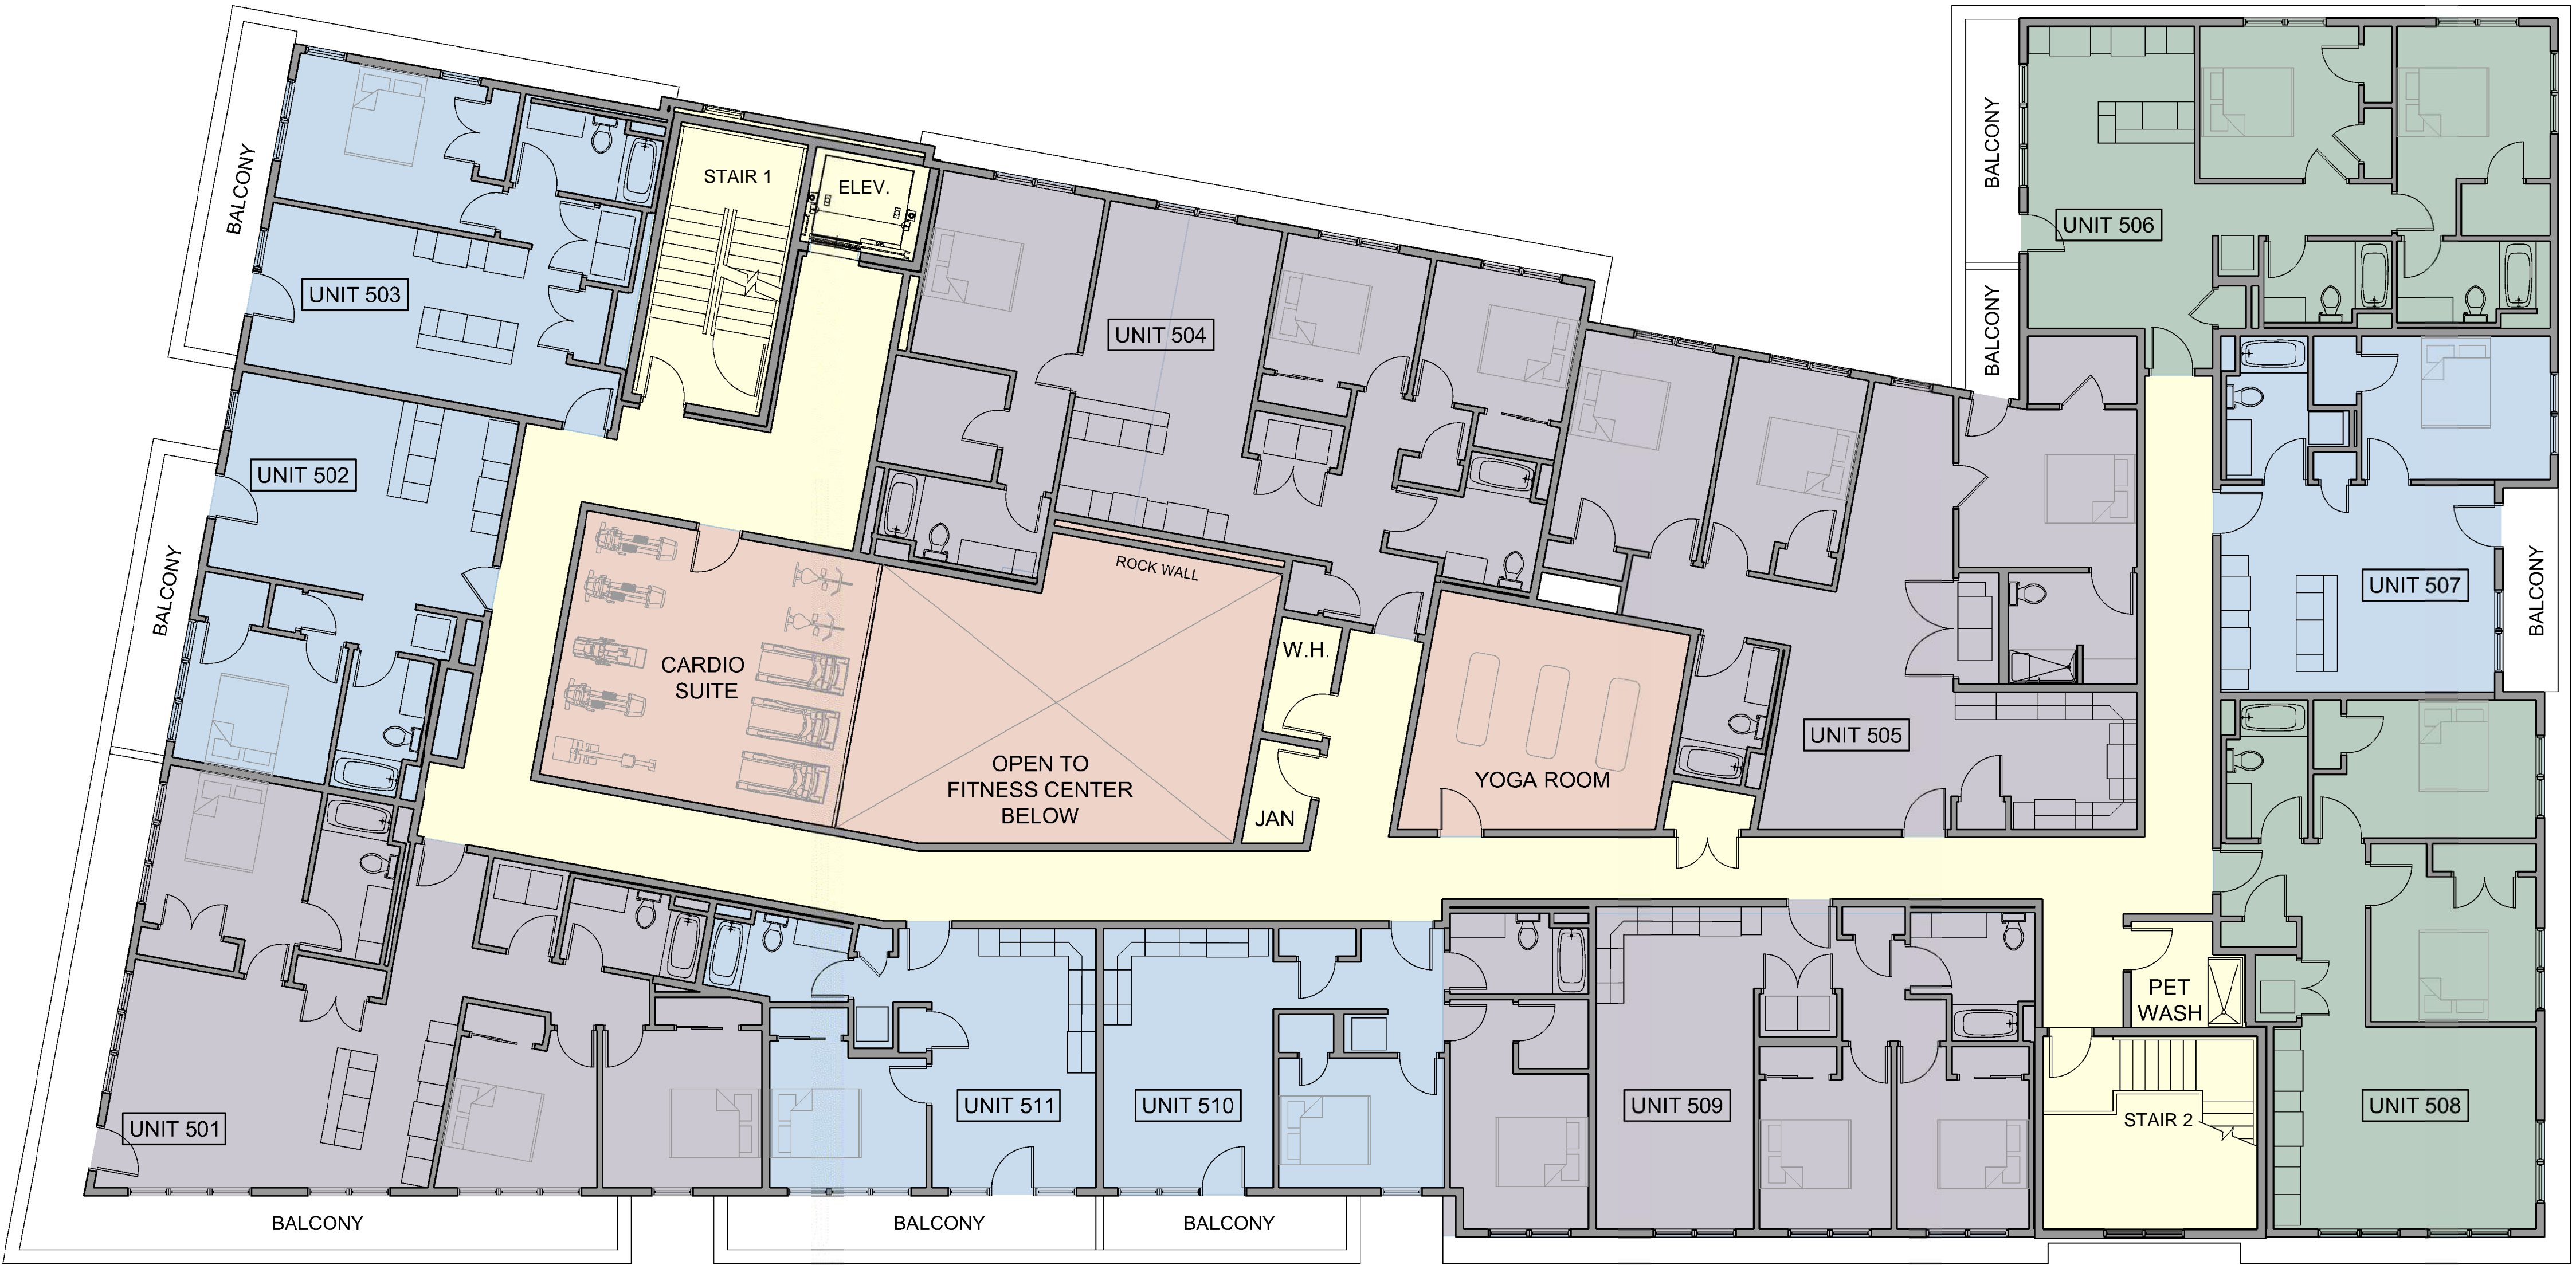 BALCONY
STAIR 1
ELEV.
BALCONY
UNIT 506
UNIT 503
BALCONY
UNIT 504
UNIT 502
ROCK WALL
BALCONY
UNIT 507
BALCONY
W.H.
CARDIO
SUITE
UNIT 505
YOGA ROOM
OPEN TO
FITNESS CENTER
BELOW
JAN
PET
WASH
UNIT 501
UNIT 511
UNIT 510
UNIT 509
STAIR 2
UNIT 508
BALCONY
BALCONY
BALCONY